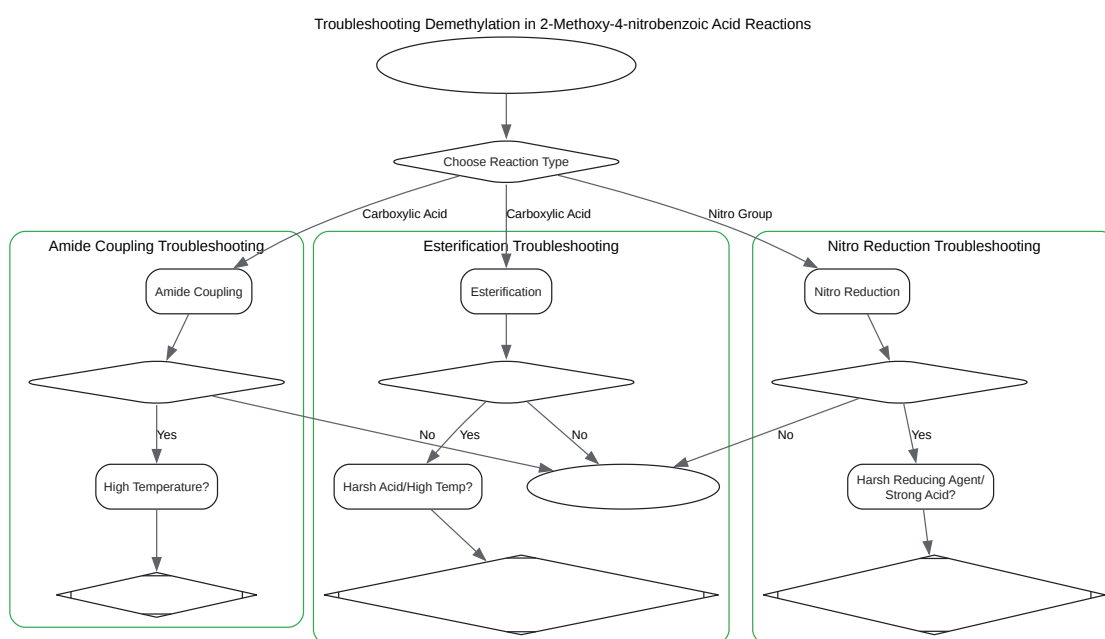 Troubleshooting Demethylation in 2-Methoxy-4-nitrobenzoic Acid Reactions
Choose Reaction Type
Carboxylic Acid
Carboxylic Acid
Nitro Group
Amide Coupling Troubleshooting
Esterification Troubleshooting
Nitro Reduction Troubleshooting
Amide Coupling
Esterification
Nitro Reduction
Yes
No
Yes
No
No
Yes
High Temperature?
Harsh Acid/High Temp?
Harsh Reducing Agent/
Strong Acid?